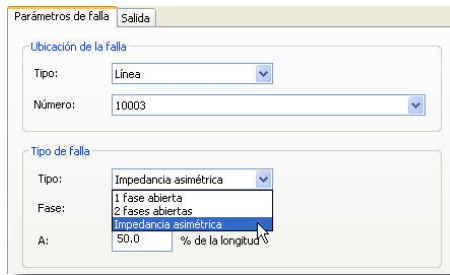 Parámetros de falla Salida
Ubicación de la falla
Tipo: Línea
Número: 10003
Tipo de falla
Tipo: Impedancia asimétrica
1 fase abierta
Fase: 2 fases abiertas
Impedancia asimétrica
A: 50.0 % de la longitud